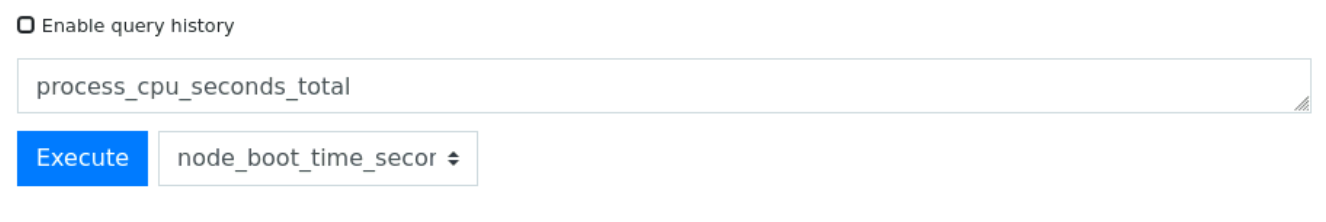 Enable query history
process_cpu_seconds_total
Execute
node_boot_time_secor